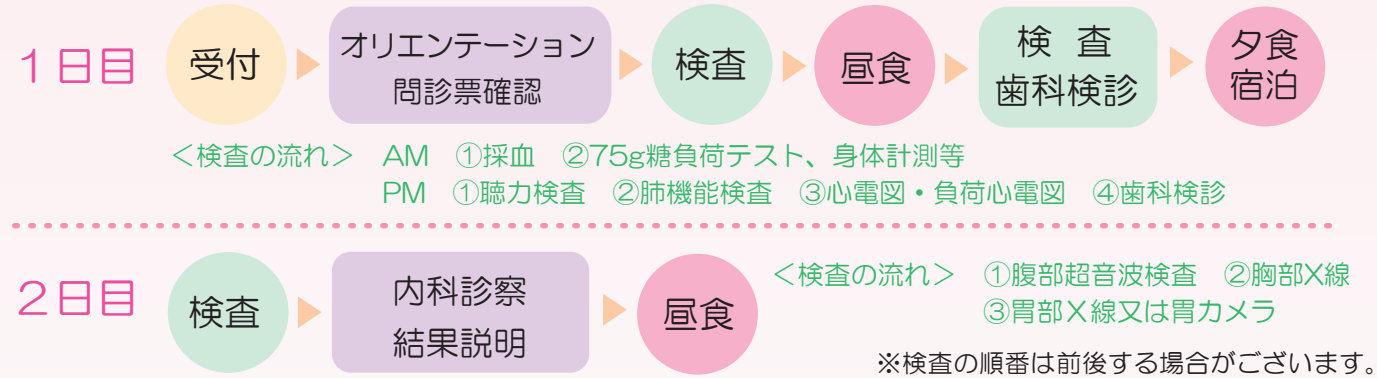 1日目
受付
オリエンテーション
問診票確認
検査
昼食
検 査
歯科検診
夕食
宿泊
＜検査の流れ＞ AM ①採血 ②75g糖負荷テスト、身体計測等
PM ①聴力検査 ②肺機能検査 ③心電図・負荷心電図 ④歯科検診
2日目
検査
内科診察
結果説明
昼食
＜検査の流れ＞ ①腹部超音波検査 ②胸部X線
③胃部X線又は胃カメラ
※検査の順番は前後する場合がございます。